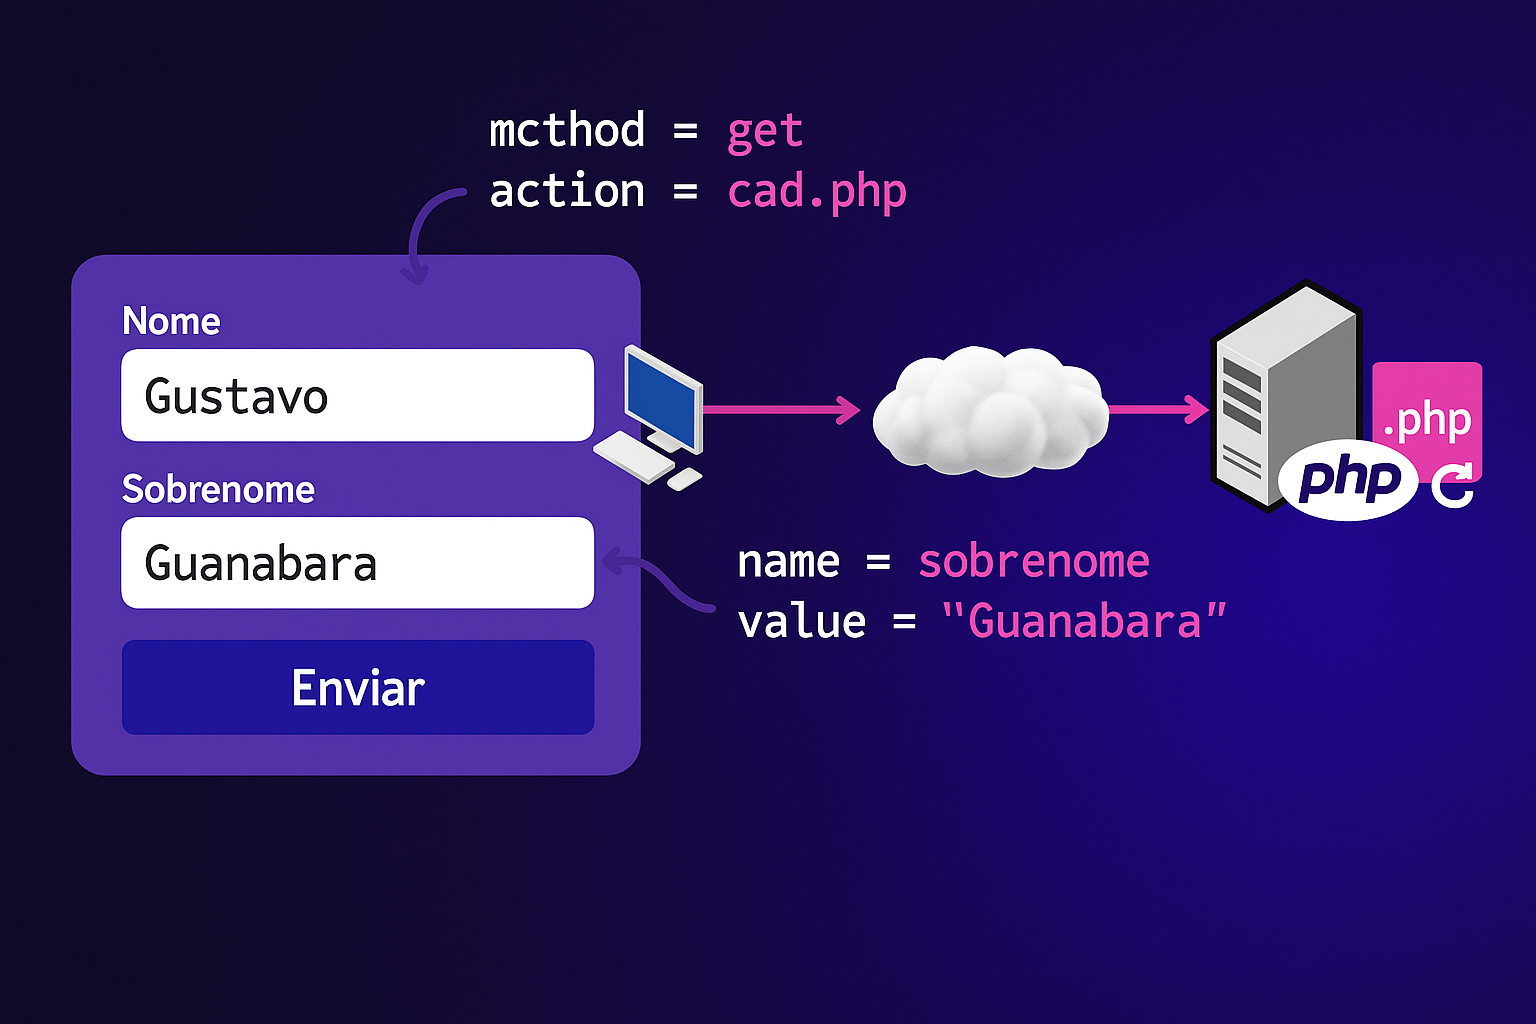 mcthod = get
action = cad.php
Nome
Gustavo
Sobrenome
Guanabara
Enviar
.php
php
name = sobrenome
value = "Guanabara"